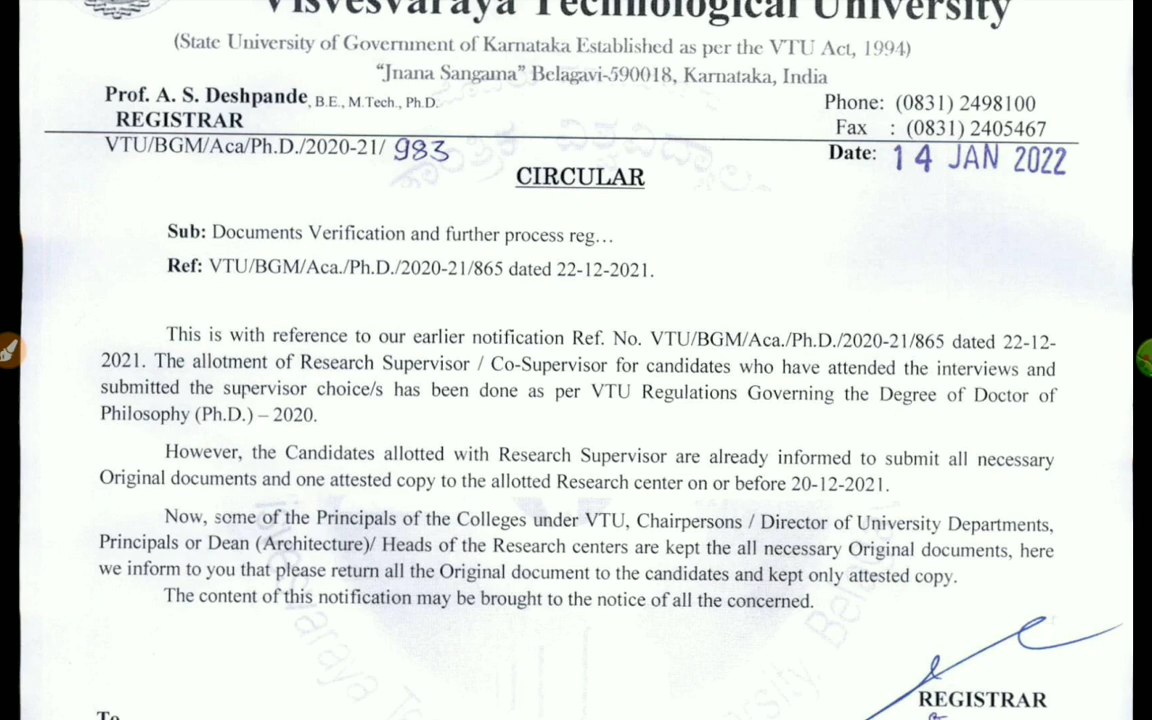 Visvesvaraya Technological University
(State University of Government of Karnataka Established as per the VTU Act, 1994)
"Jnana Sangama" Belagavi-590018, Karnataka, India
Prof. A. S. Deshpande, B.E., M.Tech., Ph.D.
REGISTRAR
Phone: (0831) 2498100
Fax : (0831) 2405467
VTU/BGM/Aca/Ph.D./2020-21/ 983
Date: 14 JAN 2022
CIRCULAR
Sub: Documents Verification and further process reg…
Ref: VTU/BGM/Aca./Ph.D./2020-21/865 dated 22-12-2021.
This is with reference to our earlier notification Ref. No. VTU/BGM/Aca./Ph.D./2020-21/865 dated 22-12-
2021. The allotment of Research Supervisor / Co-Supervisor for candidates who have attended the interviews and
submitted the supervisor choice/s has been done as per VTU Regulations Governing the Degree of Doctor of
Philosophy (Ph.D.) – 2020.
However, the Candidates allotted with Research Supervisor are already informed to submit all necessary
Original documents and one attested copy to the allotted Research center on or before 20-12-2021.
Now, some of the Principals of the Colleges under VTU, Chairpersons / Director of University Departments,
Principals or Dean (Architecture)/ Heads of the Research centers are kept the all necessary Original documents, here
we inform to you that please return all the Original document to the candidates and kept only attested copy.
The content of this notification may be brought to the notice of all the concerned.
REGISTRAR
To